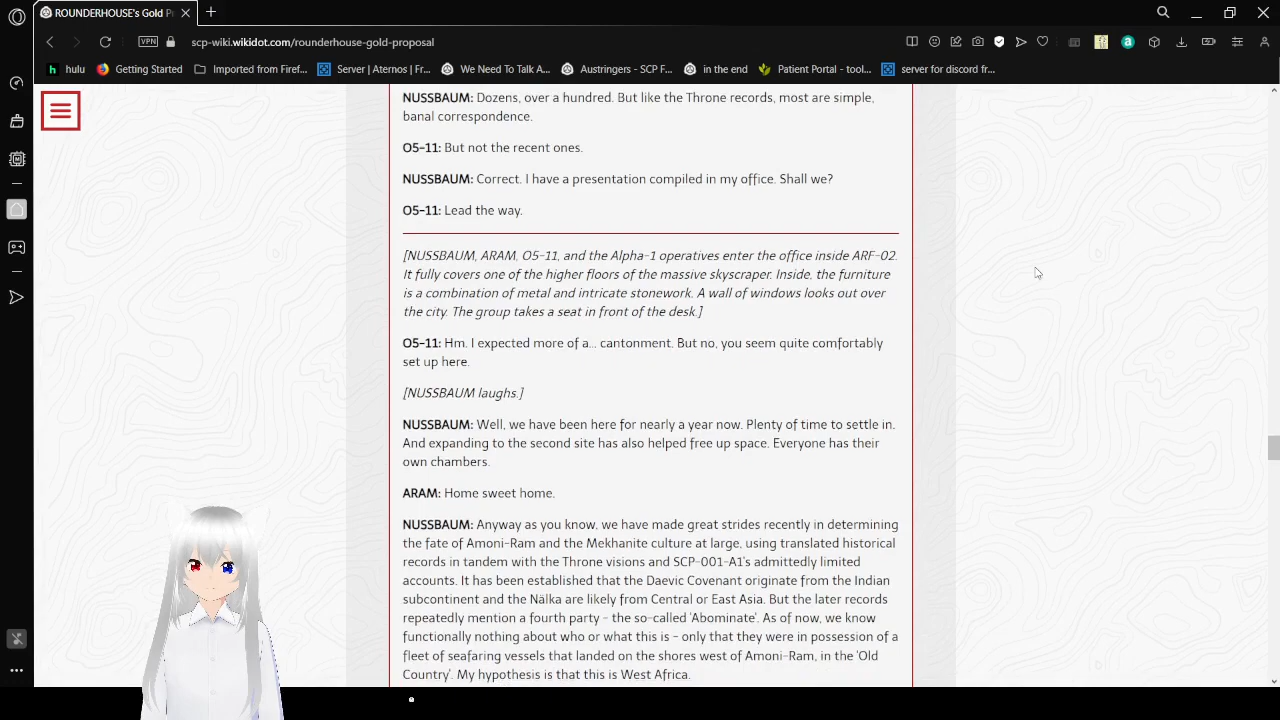 ROUNDERHOUSE's Gold P
VPN
scp-wiki.wikidot.com/rounderhouse-gold-proposal
h hulu
Getting Started
Imported from Firef...
Server | Aternos | Fr...
We Need To Talk A...
Austringers - SCP F...
in the end
Patient Portal - tool...
server for discord fr...
NUSSBAUM: Dozens, over a hundred. But like the Throne records, most are simple,
banal correspondence.
O5-11: But not the recent ones.
NUSSBAUM: Correct. I have a presentation compiled in my office. Shall we?
O5-11: Lead the way.
[NUSSBAUM, ARAM, O5-11, and the Alpha-1 operatives enter the office inside ARF-02.
It fully covers one of the higher floors of the massive skyscraper. Inside, the furniture
is a combination of metal and intricate stonework. A wall of windows looks out over
the city. The group takes a seat in front of the desk.]
O5-11: Hm. I expected more of a... cantonment. But no, you seem quite comfortably
set up here.
[NUSSBAUM laughs.]
NUSSBAUM: Well, we have been here for nearly a year now. Plenty of time to settle in.
And expanding to the second site has also helped free up space. Everyone has their
own chambers.
ARAM: Home sweet home.
NUSSBAUM: Anyway as you know, we have made great strides recently in determining
the fate of Amoni-Ram and the Mekhanite culture at large, using translated historical
records in tandem with the Throne visions and SCP-001-A1's admittedly limited
accounts. It has been established that the Daevic Covenant originate from the Indian
subcontinent and the Nälka are likely from Central or East Asia. But the later records
repeatedly mention a fourth party - the so-called 'Abominate'. As of now, we know
functionally nothing about who or what this is - only that they were in possession of a
fleet of seafaring vessels that landed on the shores west of Amoni-Ram, in the 'Old
Country'. My hypothesis is that this is West Africa.